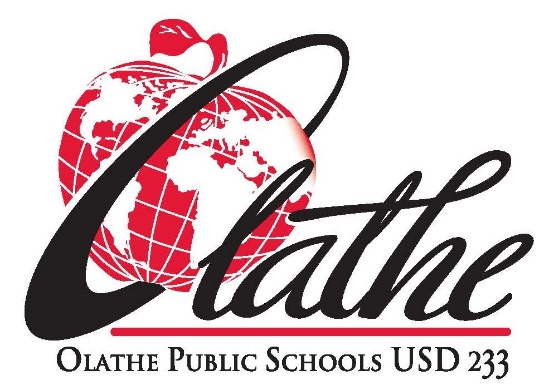 Olathe
OLATHE PUBLIC SCHOOLS USD 233